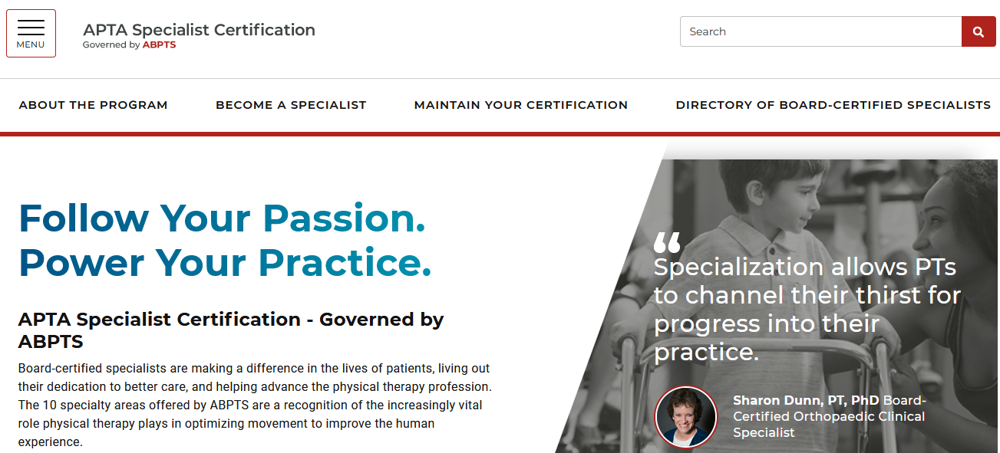 MENU
APTA Specialist Certification
Governed by ABPTS
Search
ABOUT THE PROGRAM
BECOME A SPECIALIST
MAINTAIN YOUR CERTIFICATION
DIRECTORY OF BOARD-CERTIFIED SPECIALISTS
Follow Your Passion.
Power Your Practice.
APTA Specialist Certification - Governed by
ABPTS
Board-certified specialists are making a difference in the lives of patients, living out
their dedication to better care, and helping advance the physical therapy profession.
The 10 specialty areas offered by ABPTS are a recognition of the increasingly vital
role physical therapy plays in optimizing movement to improve the human
experience.
“
Specialization allows PTs
to channel their thirst for
progress into their
practice.
Sharon Dunn, PT, PhD Board-
Certified Orthopaedic Clinical
Specialist